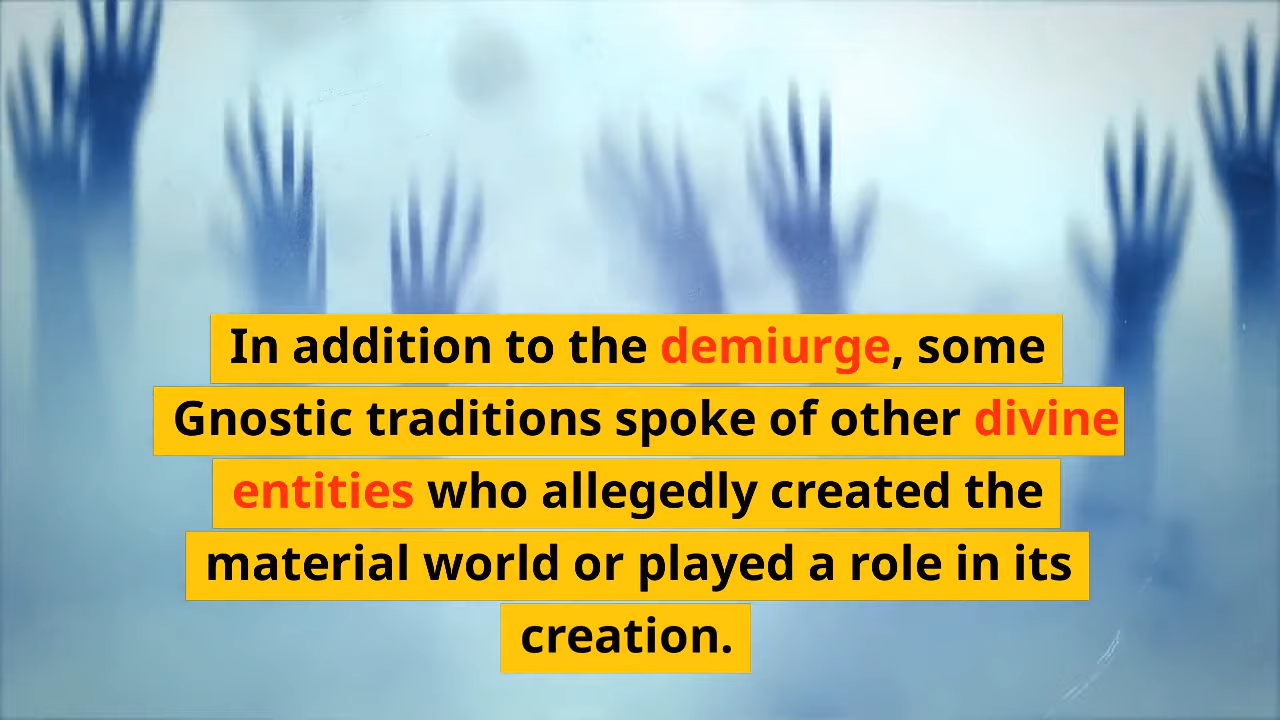 In addition to the demiurge, some
Gnostic traditions spoke of other divine
entities who allegedly created the
material world or played a role in its
creation.